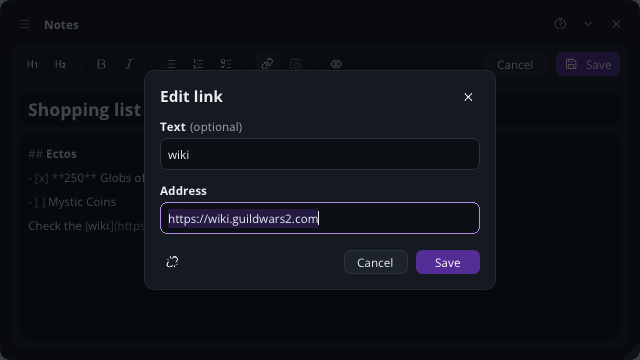 Notes
H1 H2 B I
Cancel
Save
Shopping list
## Ectos
- [x] **250** Globs of
- [ ] Mystic Coins
Check the [wiki](https
Edit link
Text (optional)
wiki
Address
https://wiki.guildwars2.com
Cancel
Save